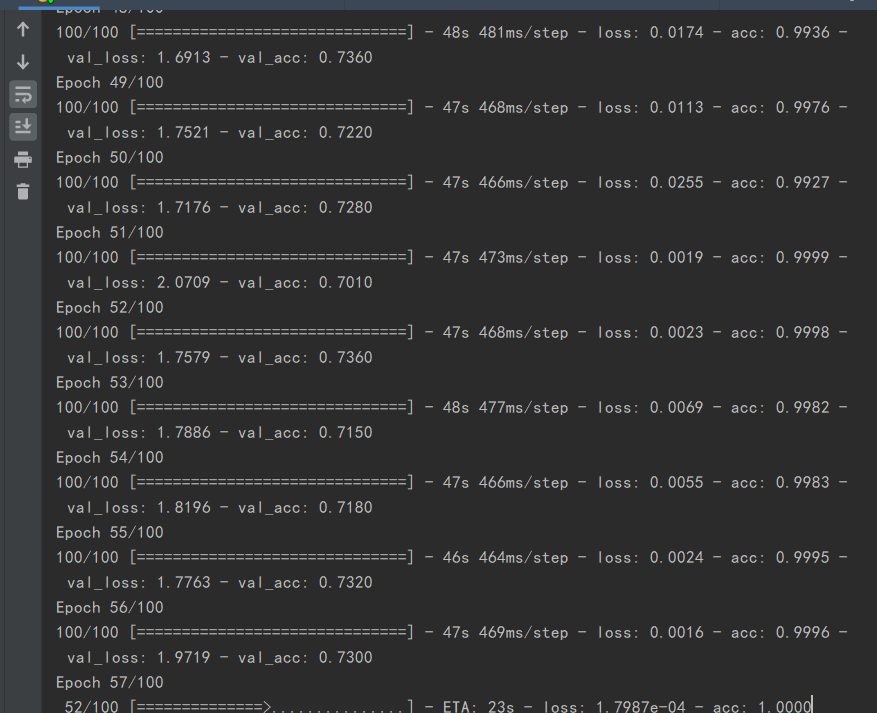 Epoch 48/100
100/100 [==============================] - 48s 481ms/step - loss: 0.0174 - acc: 0.9936 -
val_loss: 1.6913 - val_acc: 0.7360
Epoch 49/100
100/100 [==============================] - 47s 468ms/step - loss: 0.0113 - acc: 0.9976 -
val_loss: 1.7521 - val_acc: 0.7220
Epoch 50/100
100/100 [==============================] - 47s 466ms/step - loss: 0.0255 - acc: 0.9927 -
val_loss: 1.7176 - val_acc: 0.7280
Epoch 51/100
100/100 [==============================] - 47s 473ms/step - loss: 0.0019 - acc: 0.9999 -
val_loss: 2.0709 - val_acc: 0.7010
Epoch 52/100
100/100 [==============================] - 47s 468ms/step - loss: 0.0023 - acc: 0.9998 -
val_loss: 1.7579 - val_acc: 0.7360
Epoch 53/100
100/100 [==============================] - 48s 477ms/step - loss: 0.0069 - acc: 0.9982 -
val_loss: 1.7886 - val_acc: 0.7150
Epoch 54/100
100/100 [==============================] - 47s 466ms/step - loss: 0.0055 - acc: 0.9983 -
val_loss: 1.8196 - val_acc: 0.7180
Epoch 55/100
100/100 [==============================] - 46s 464ms/step - loss: 0.0024 - acc: 0.9995 -
val_loss: 1.7763 - val_acc: 0.7320
Epoch 56/100
100/100 [==============================] - 47s 469ms/step - loss: 0.0016 - acc: 0.9996 -
val_loss: 1.9719 - val_acc: 0.7300
Epoch 57/100
52/100 [==============>...............] - ETA: 23s - loss: 1.7987e-04 - acc: 1.0000